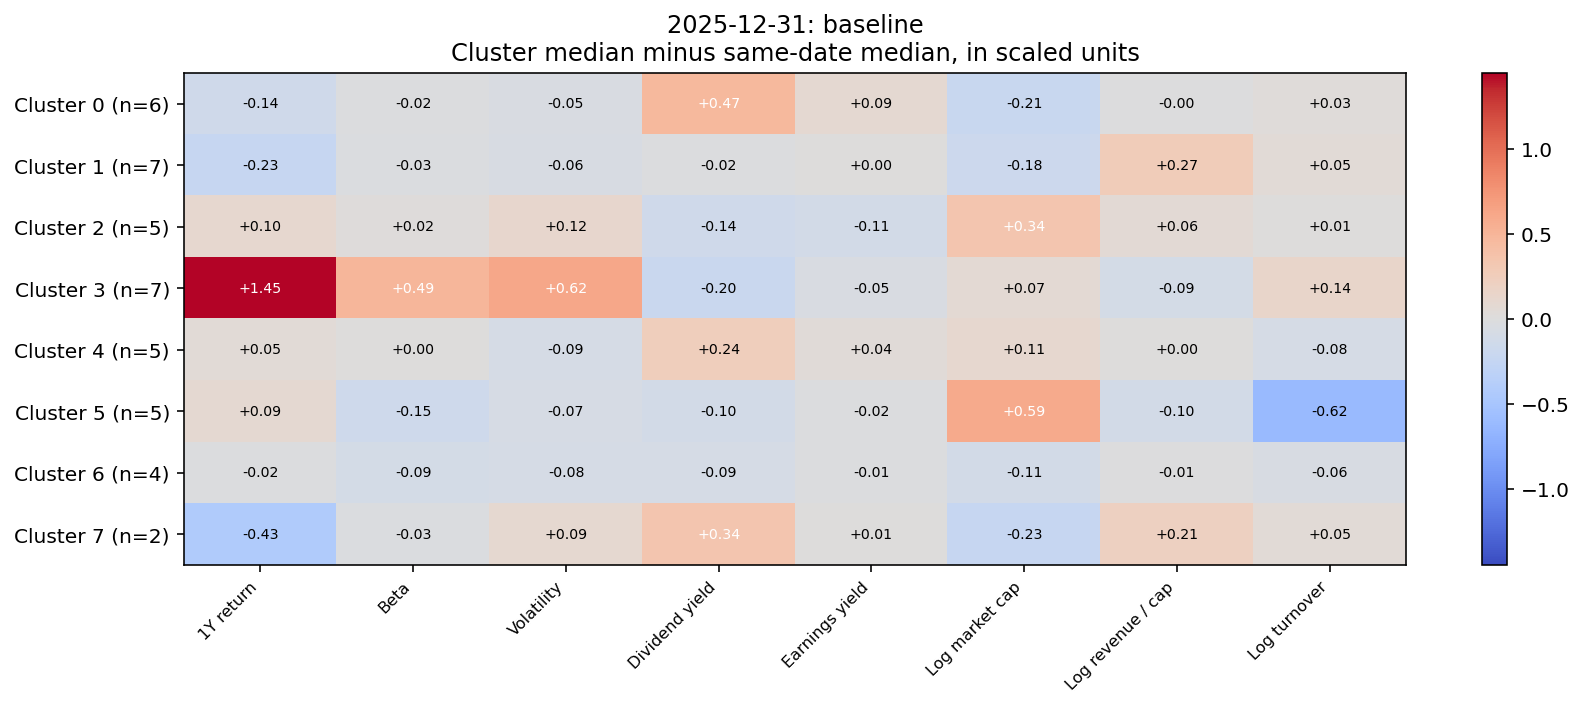 2025-12-31: baseline
Cluster median minus same-date median, in scaled units
Cluster 0 (n=6) -0.14 -0.02 -0.05 +0.47 +0.09 -0.21 -0.00 +0.03
Cluster 1 (n=7) -0.23 -0.03 -0.06 -0.02 +0.00 -0.18 +0.27 +0.05
Cluster 2 (n=5) +0.10 +0.02 +0.12 -0.14 -0.11 +0.34 +0.06 +0.01
Cluster 3 (n=7) +1.45 +0.49 +0.62 -0.20 -0.05 +0.07 -0.09 +0.14
Cluster 4 (n=5) +0.05 +0.00 -0.09 +0.24 +0.04 +0.11 +0.00 -0.08
Cluster 5 (n=5) +0.09 -0.15 -0.07 -0.10 -0.02 +0.59 -0.10 -0.62
Cluster 6 (n=4) -0.02 -0.09 -0.08 -0.09 -0.01 -0.11 -0.01 -0.06
Cluster 7 (n=2) -0.43 -0.03 +0.09 +0.34 +0.01 -0.23 +0.21 +0.05
1Y return
Beta
Volatility
Dividend yield
Earnings yield
Log market cap
Log revenue / cap
Log turnover
1.0
0.5
0.0
−0.5
−1.0